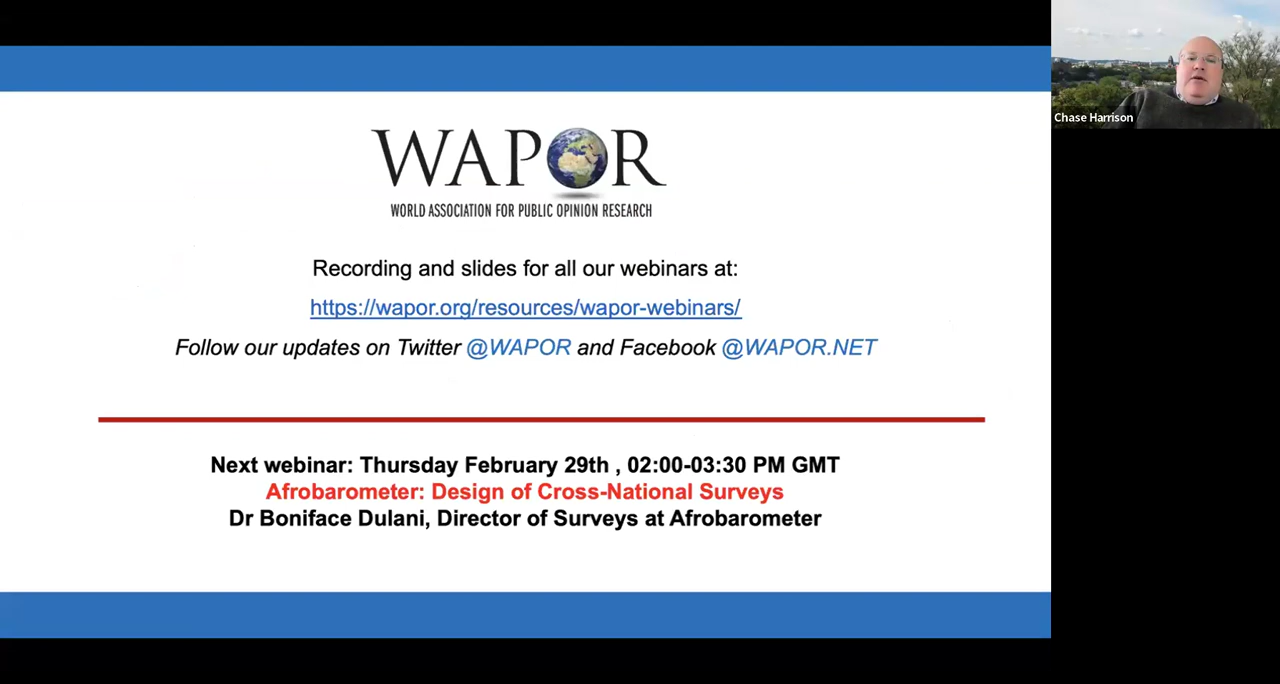 WAPOR
WORLD ASSOCIATION FOR PUBLIC OPINION RESEARCH
Recording and slides for all our webinars at:
https://wapor.org/resources/wapor-webinars/
Follow our updates on Twitter @WAPOR and Facebook @WAPOR.NET
Next webinar: Thursday February 29th , 02:00-03:30 PM GMT
Afrobarometer: Design of Cross-National Surveys
Dr Boniface Dulani, Director of Surveys at Afrobarometer
Chase Harrison